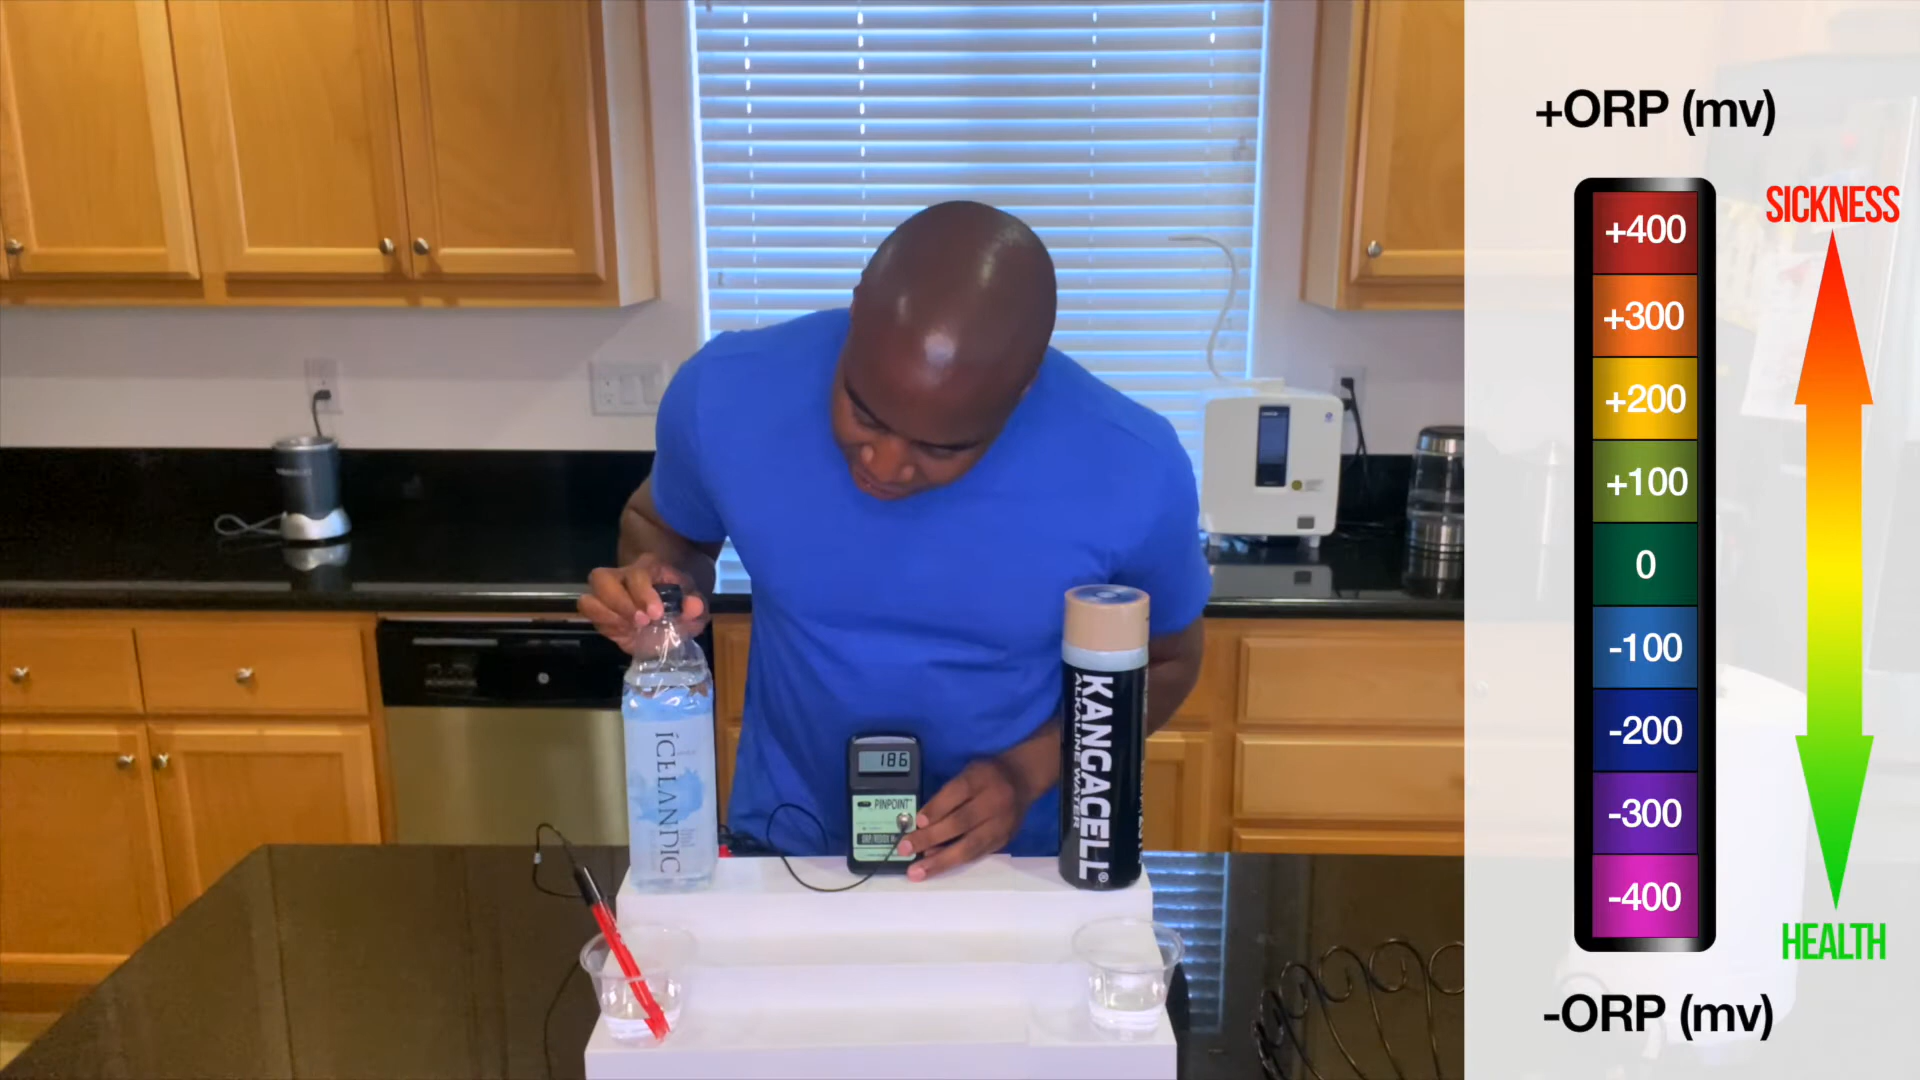 +ORP (mv)
SICKNESS
+400
+300
+200
+100
0
-100
-200
-300
-400
HEALTH
-ORP (mv)
186
PINPOINT
ÍCELANDIC
KANGACELL®
ALKALINE WATER